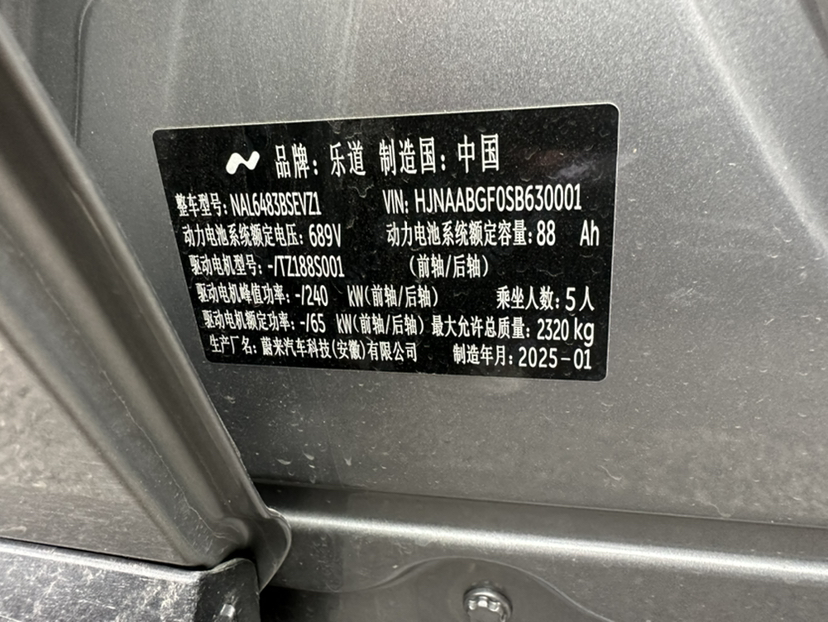 品牌: 乐道 制造国: 中国
整车型号: NAL6483BSEVZ1 VIN: HJNAABGF0SB630001
动力电池系统额定电压: 689V 动力电池系统额定容量: 88 Ah
驱动电机型号: -/TZ188S001 (前轴/后轴)
驱动电机峰值功率: -/240 KW(前轴/后轴) 乘坐人数: 5人
驱动电机额定功率: -/65 KW(前轴/后轴) 最大允许总质量: 2320 kg
生产厂名: 蔚来汽车科技(安徽)有限公司 制造年月: 2025-01